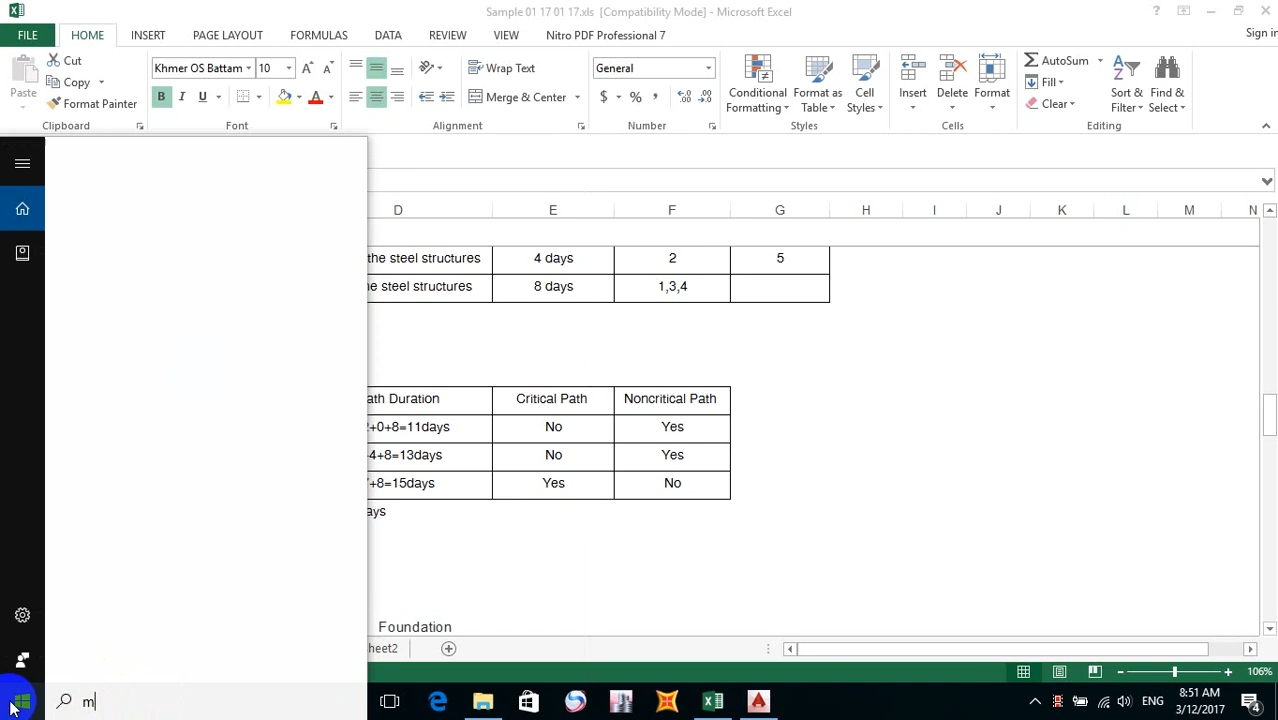 Sample 01 17 01 17.xls [Compatibility Mode] - Microsoft Excel
FILE HOME INSERT PAGE LAYOUT FORMULAS DATA REVIEW VIEW Nitro PDF Professional 7 Sign in
Paste Cut Copy Format Painter
Khmer OS Battam 10
B I U A
Wrap Text
Merge & Center
General
$ %
Conditional Formatting
Format as Table
Cell Styles
Insert Delete Format
AutoSum
Fill
Clear
Sort & Filter
Find & Select
Clipboard Font Alignment Number Styles Cells Editing
D E F G H I J K L M N
the steel structures 4 days 2 5
he steel structures 8 days 1,3,4
ath Duration Critical Path Noncritical Path
2+0+8=11days No Yes
4+8=13days No Yes
7+8=15days Yes No
ays
Foundation
heet2
106%
m
ENG 8:51 AM
3/12/2017 4